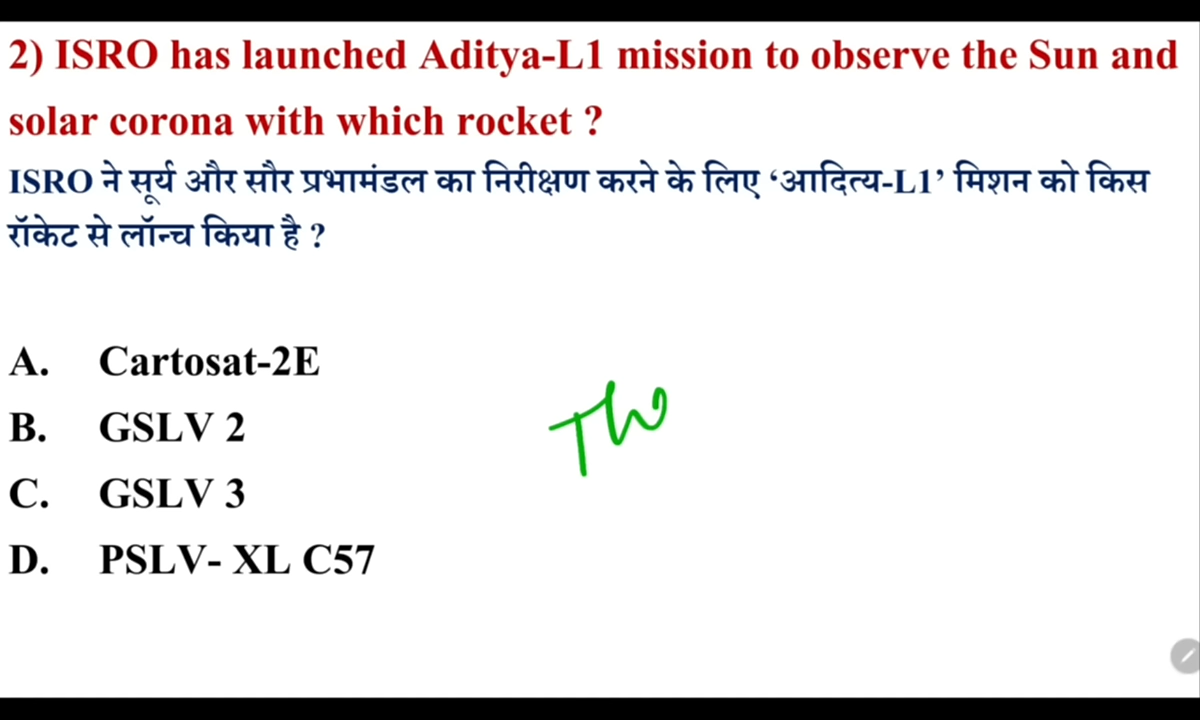 2) ISRO has launched Aditya-L1 mission to observe the Sun and
solar corona with which rocket ?
ISRO ने सूर्य और सौर प्रभामंडल का निरीक्षण करने के लिए ‘आदित्य-L1’ मिशन को किस
रॉकेट से लॉन्च किया है ?
A. Cartosat-2E
B. GSLV 2
C. GSLV 3
D. PSLV- XL C57